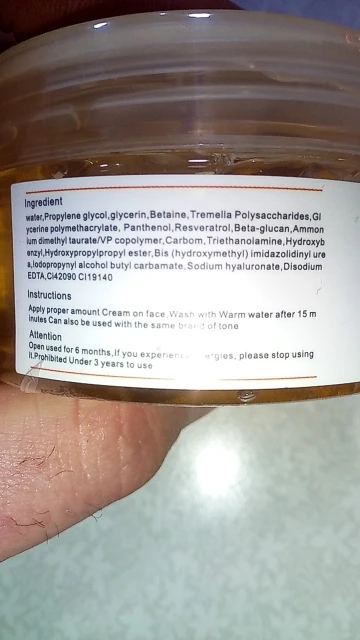 Ingredient
water,Propylene glycol,glycerin,Betaine,Tremella Polysaccharides,Gl
ycerine polymethacrylate, Panthenol,Resveratrol,Beta-glucan,Ammon
ium dimethyl taurate/VP copolymer,Carbom,Triethanolamine,Hydroxyb
enzyl,Hydroxypropylpropyl ester,Bis (hydroxymethyl) imidazolidinyl ure
a,Iodopropynyl alcohol butyl carbamate,Sodium hyaluronate,Disodium
EDTA,CI42090 CI19140
Instructions
Apply proper amount Cream on face,Wash with Warm water after 15 m
inutes Can also be used with the same brand of tone
Attention
Open used for 6 months,If you please stop using
it.Prohibited Under 3 years to use